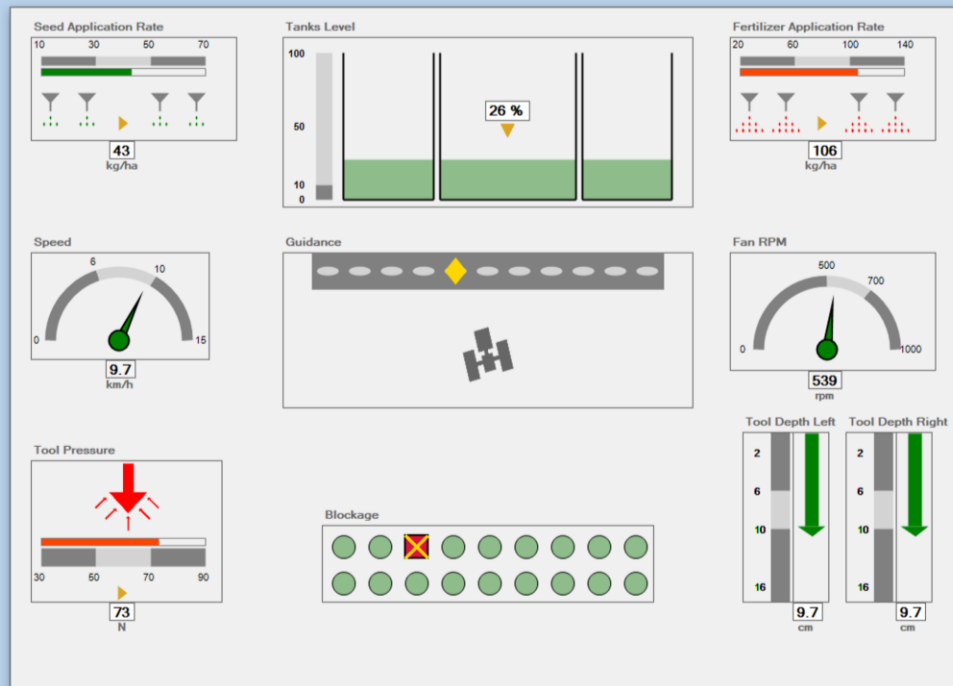 Seed Application Rate
10 30 50 70
43
kg/ha
Tanks Level
100
50
10
0
26 %
Fertilizer Application Rate
20 60 100 140
106
kg/ha
Speed
0 6 10 15
9.7
km/h
Guidance
Fan RPM
0 500 700 1000
539
rpm
Tool Pressure
30 50 70 90
73
N
Blockage
Tool Depth Left
2
6
10
16
9.7
cm
Tool Depth Right
2
6
10
16
9.7
cm